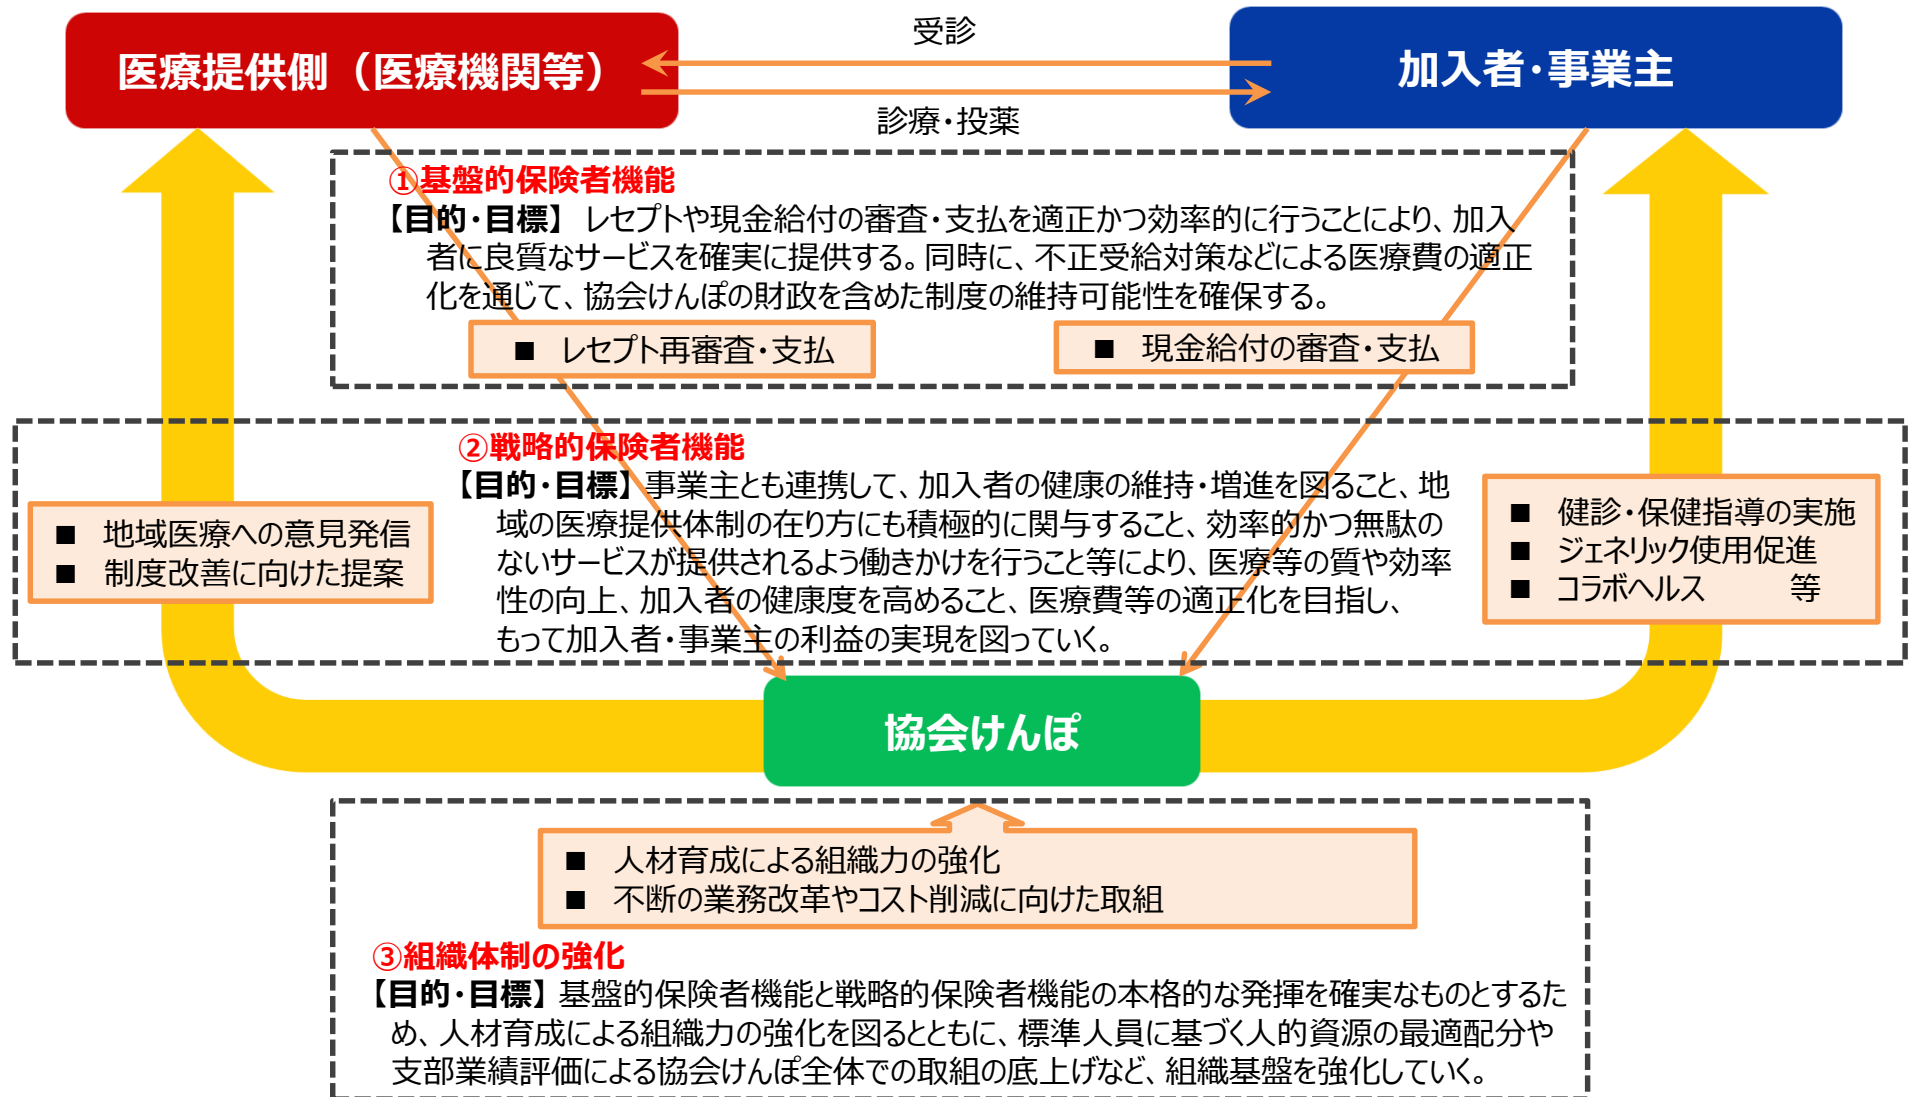 受診
医療提供側（医療機関等）
加入者・事業主
診療・投薬
①基盤的保険者機能
【目的・目標】 レセプトや現金給付の審査・支払を適正かつ効率的に行うことにより、加入
者に良質なサービスを確実に提供する。同時に、不正受給対策などによる医療費の適正
化を通じて、協会けんぽの財政を含めた制度の維持可能性を確保する。
■ レセプト再審査・支払
■ 現金給付の審査・支払
②戦略的保険者機能
【目的・目標】事業主とも連携して、加入者の健康の維持・増進を図ること、地
域の医療提供体制の在り方にも積極的に関与すること、効率的かつ無駄の
ないサービスが提供されるよう働きかけを行うこと等により、医療等の質や効率
性の向上、加入者の健康度を高めること、医療費等の適正化を目指し、
もって加入者・事業主の利益の実現を図っていく。
■ 地域医療への意見発信
■ 制度改善に向けた提案
■ 健診・保健指導の実施
■ ジェネリック使用促進
■ コラボヘルス 等
協会けんぽ
■ 人材育成による組織力の強化
■ 不断の業務改革やコスト削減に向けた取組
③組織体制の強化
【目的・目標】基盤的保険者機能と戦略的保険者機能の本格的な発揮を確実なものとするた
め、人材育成による組織力の強化を図るとともに、標準人員に基づく人的資源の最適配分や
支部業績評価による協会けんぽ全体での取組の底上げなど、組織基盤を強化していく。